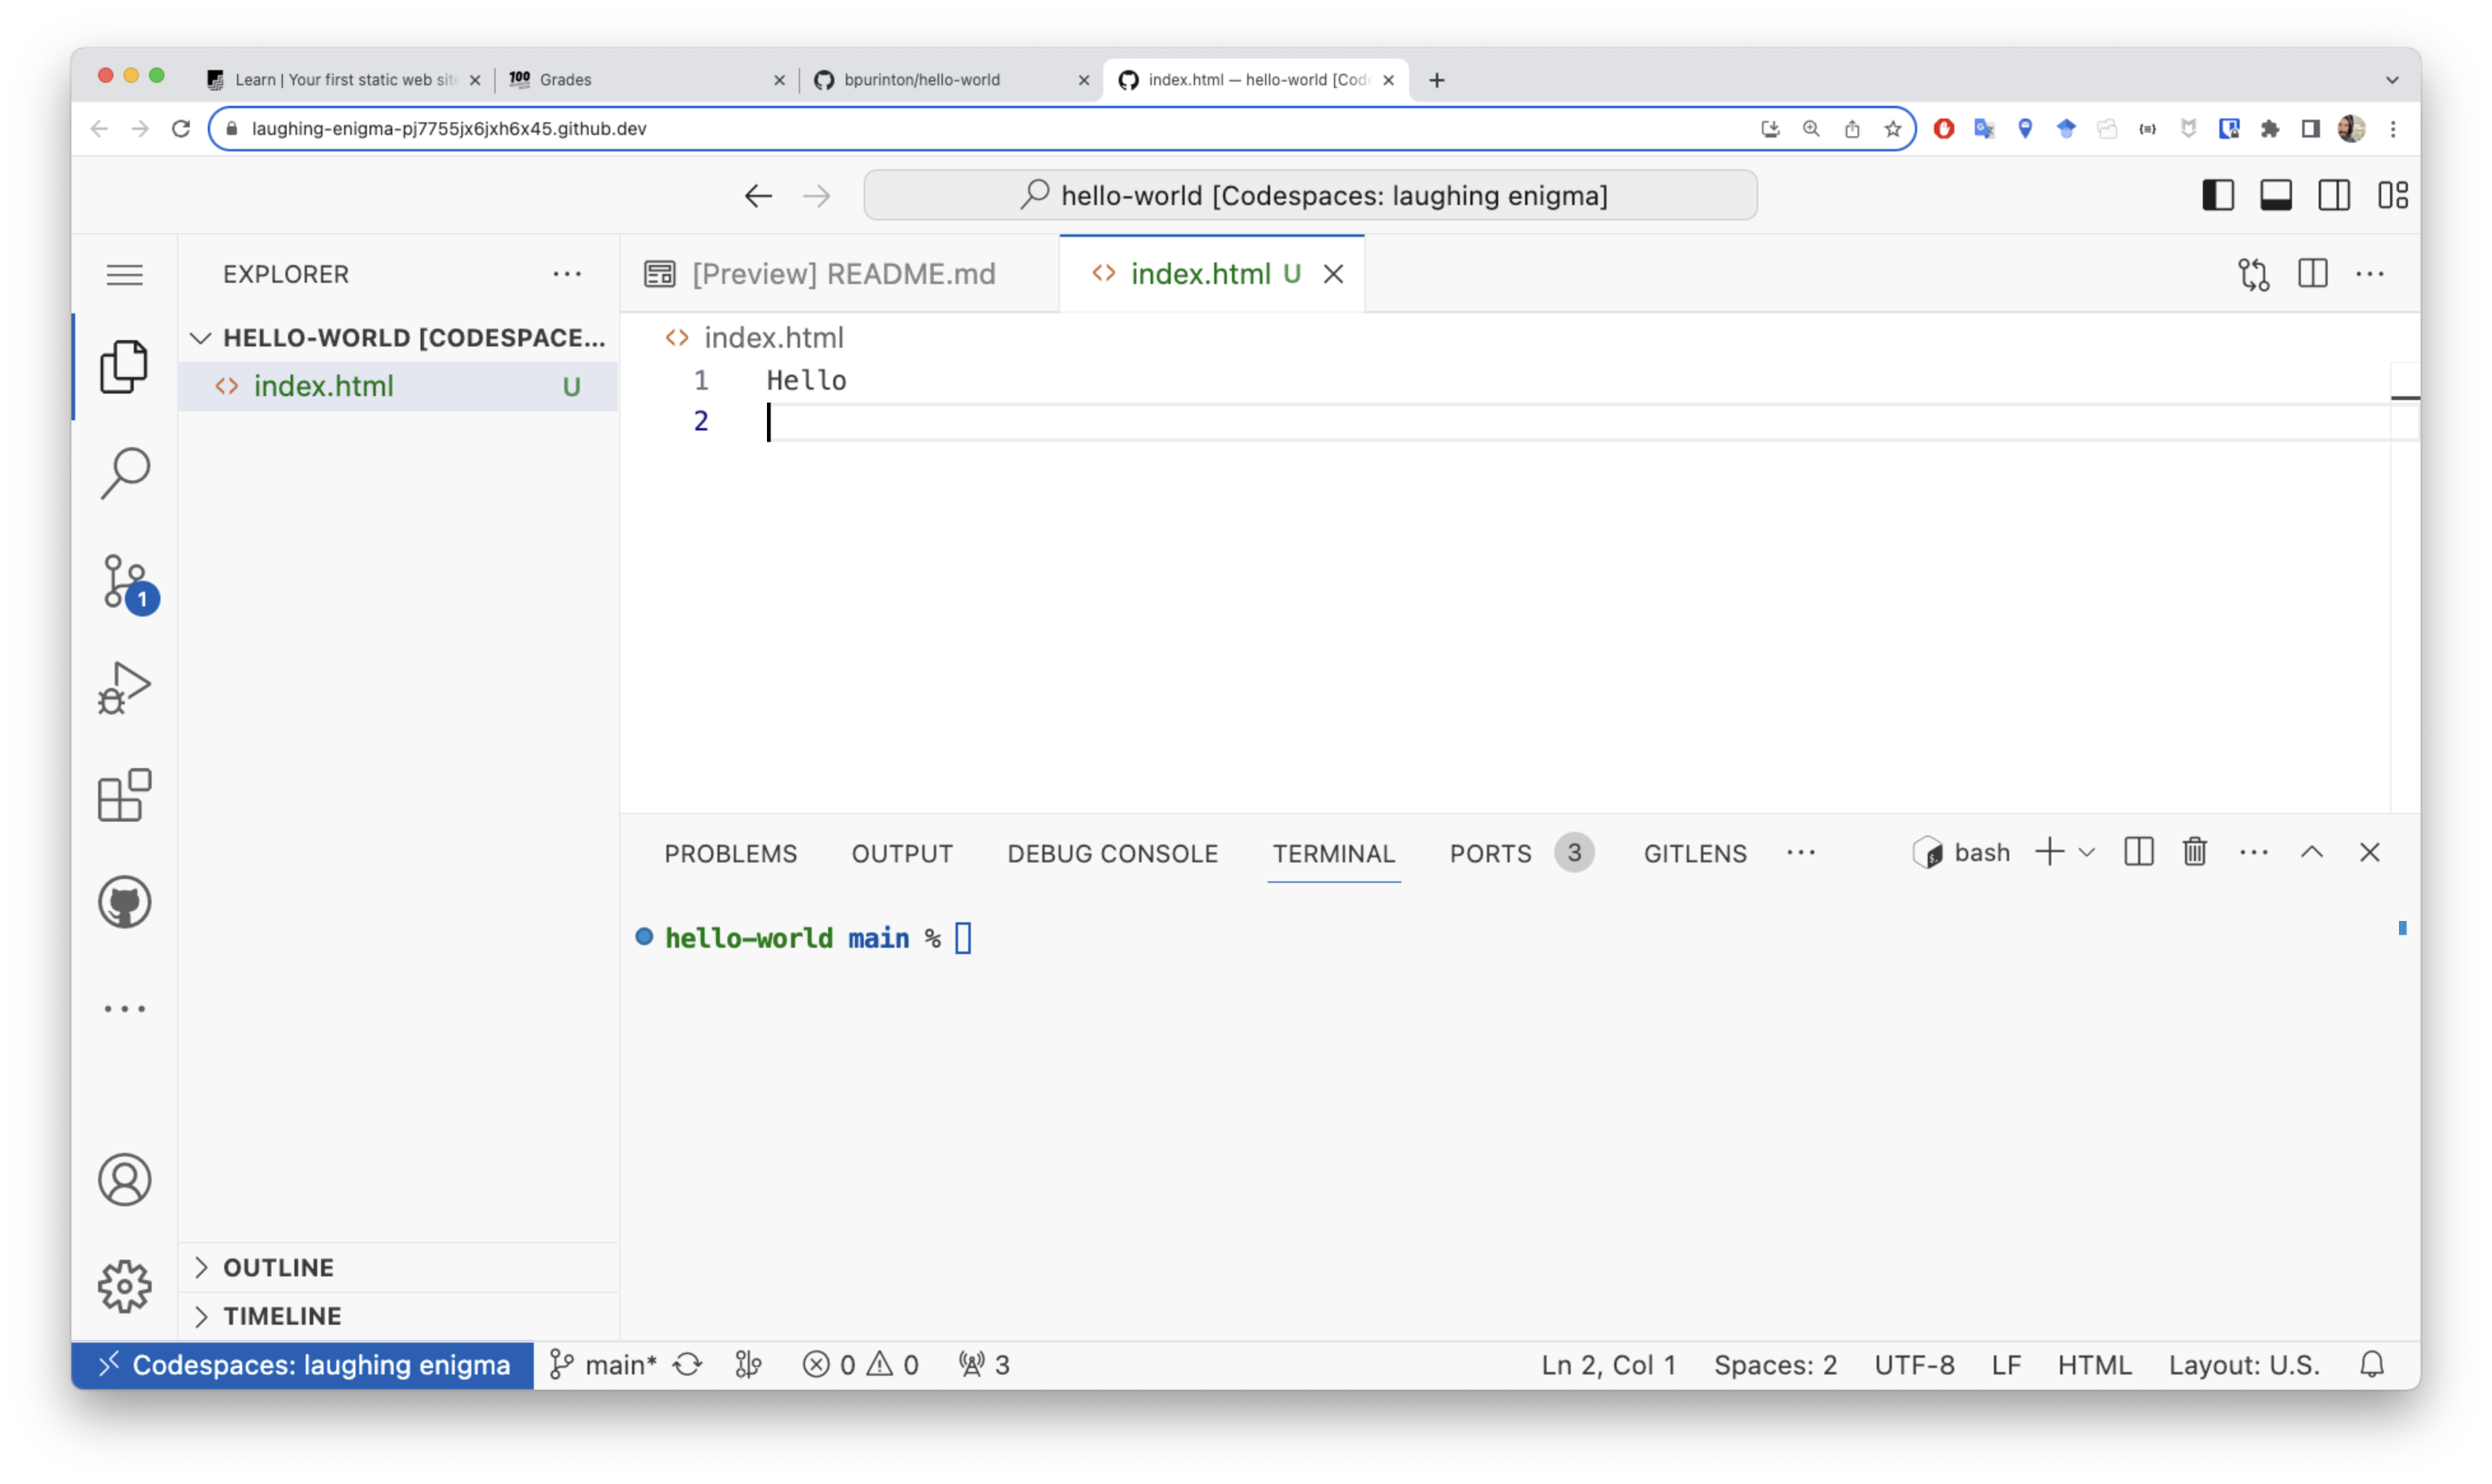 Learn | Your first static web site
100 Grades
bpurinton/hello-world
index.html — hello-world [Code
laughing-enigma-pj7755jx6jxh6x45.github.dev
hello-world [Codespaces: laughing enigma]
EXPLORER
[Preview] README.md
index.html U
HELLO-WORLD [CODESPACE...
index.html U
index.html
1 Hello
2
1
PROBLEMS OUTPUT DEBUG CONSOLE TERMINAL PORTS 3 GITLENS
bash
hello-world main %
OUTLINE
TIMELINE
Codespaces: laughing enigma main* 0 0 3
Ln 2, Col 1 Spaces: 2 UTF-8 LF HTML Layout: U.S.